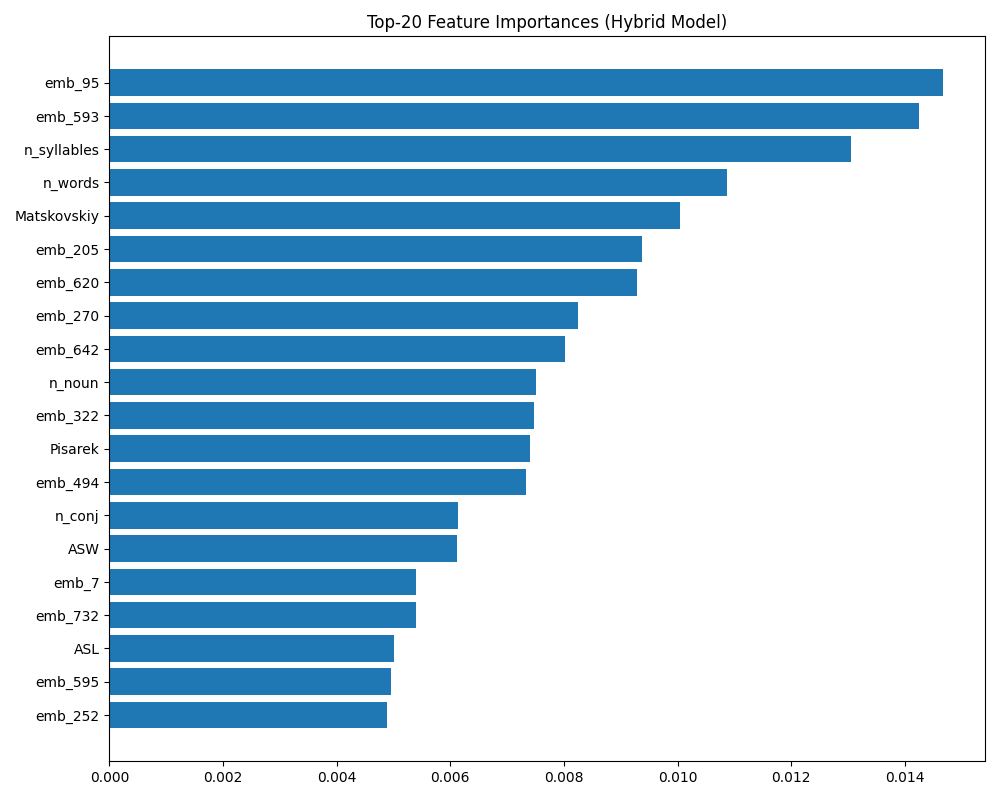 Top-20 Feature Importances (Hybrid Model)
emb_95
emb_593
n_syllables
n_words
Matskovskiy
emb_205
emb_620
emb_270
emb_642
n_noun
emb_322
Pisarek
emb_494
n_conj
ASW
emb_7
emb_732
ASL
emb_595
emb_252
0.000 0.002 0.004 0.006 0.008 0.010 0.012 0.014